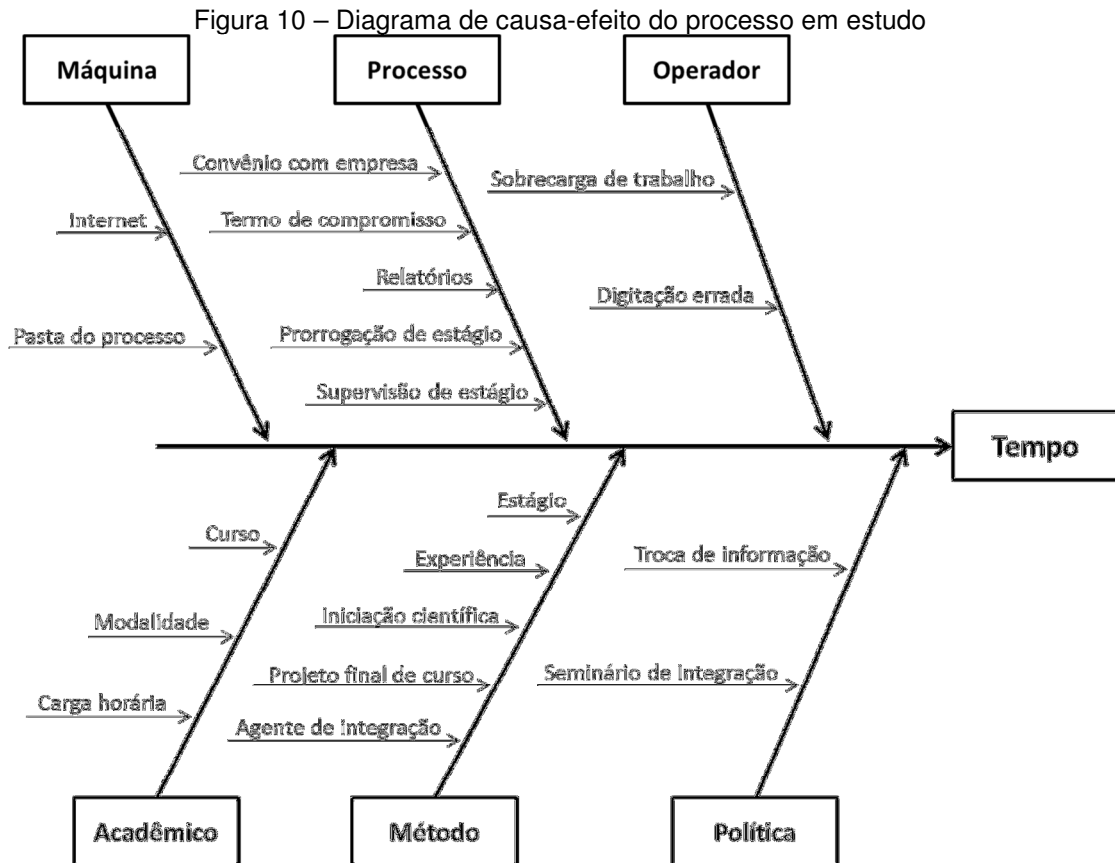 Figura 10 – Diagrama de causa-efeito do processo em estudo
Máquina
Processo
Operador
Convênio com empresa
Sobrecarga de trabalho
Internet
Termo de compromisso
Relatórios
Digitação errada
Pasta do processo
Prorrogação de estágio
Supervisão de estágio
Tempo
Estágio
Curso
Experiência
Troca de informação
Modalidade
Iniciação científica
Projeto final de curso
Seminário de integração
Carga horária
Agente de integração
Acadêmico
Método
Política